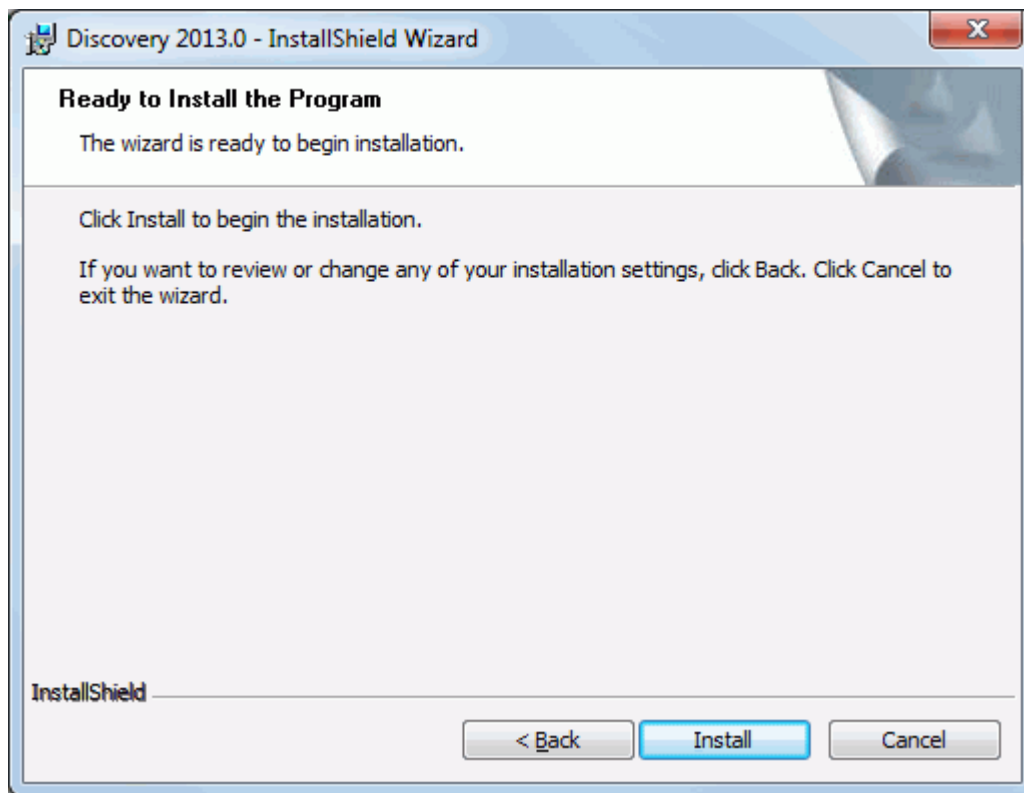 Discovery 2013.0 - InstallShield Wizard
Ready to Install the Program
The wizard is ready to begin installation.
Click Install to begin the installation.
If you want to review or change any of your installation settings, click Back. Click Cancel to
exit the wizard.
InstallShield
< Back
Install
Cancel